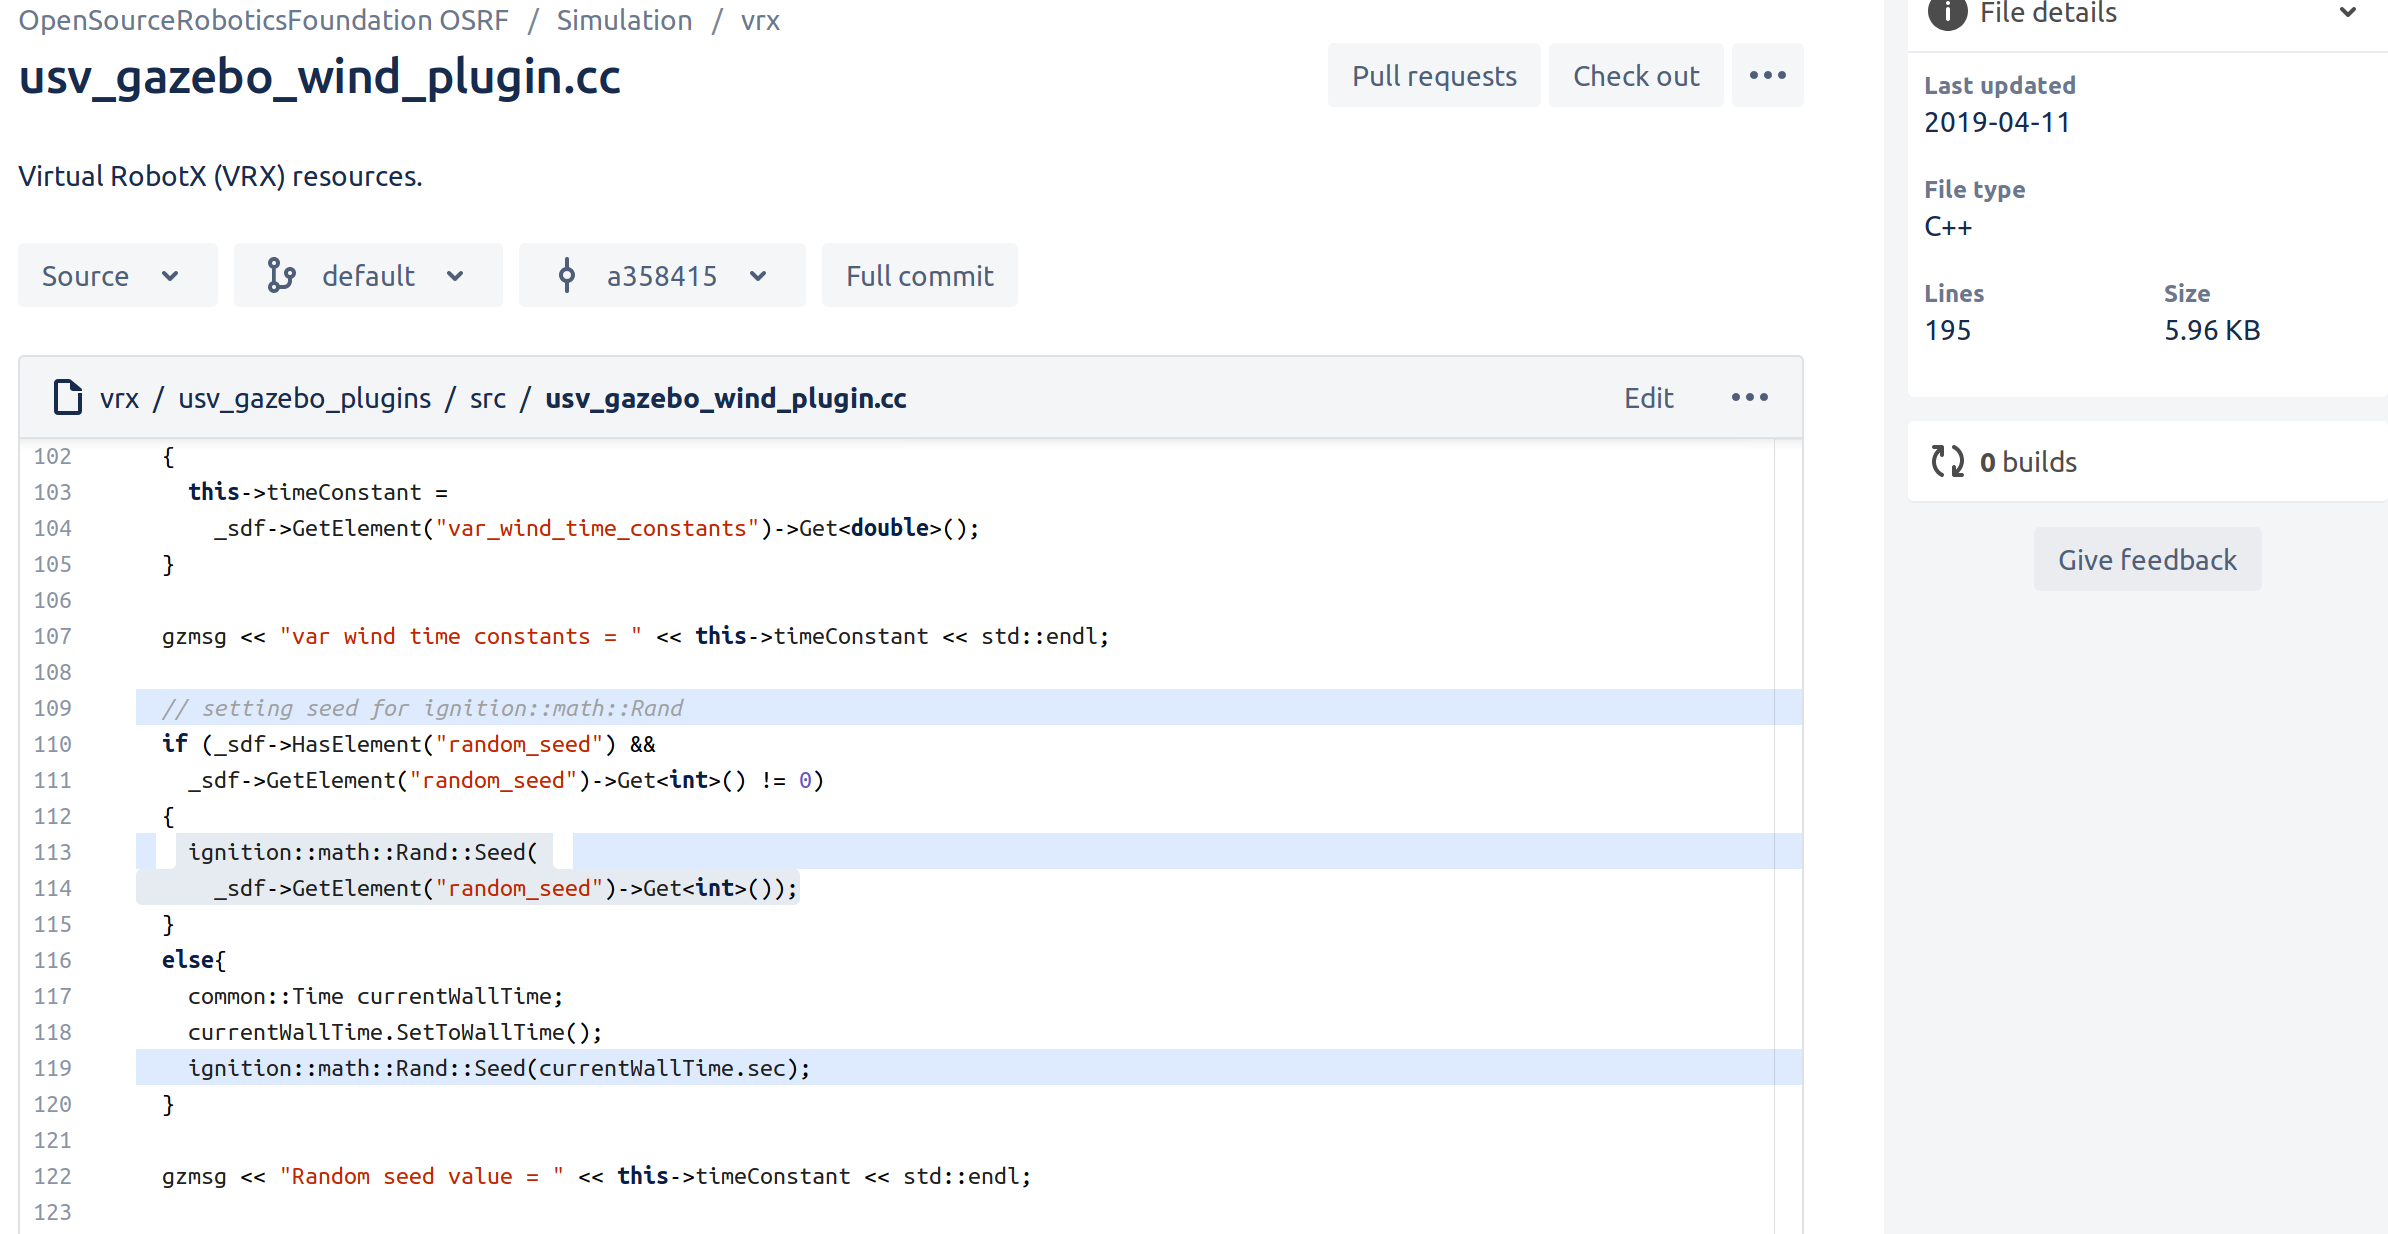 OpenSourceRoboticsFoundation OSRF / Simulation / vrx
usv_gazebo_wind_plugin.cc
Pull requests
Check out
Virtual RobotX (VRX) resources.
Source
default
a358415
Full commit
vrx / usv_gazebo_plugins / src / usv_gazebo_wind_plugin.cc
Edit
102 {
103 this->timeConstant =
104 _sdf->GetElement("var_wind_time_constants")->Get<double>();
105 }
106
107 gzmsg << "var wind time constants = " << this->timeConstant << std::endl;
108
109 // setting seed for ignition::math::Rand
110 if (_sdf->HasElement("random_seed") &&
111 _sdf->GetElement("random_seed")->Get<int>() != 0)
112 {
113 ignition::math::Rand::Seed(
114 _sdf->GetElement("random_seed")->Get<int>());
115 }
116 else{
117 common::Time currentWallTime;
118 currentWallTime.SetToWallTime();
119 ignition::math::Rand::Seed(currentWallTime.sec);
120 }
121
122 gzmsg << "Random seed value = " << this->timeConstant << std::endl;
123
File details
Last updated
2019-04-11
File type
C++
Lines
195
Size
5.96 KB
0 builds
Give feedback